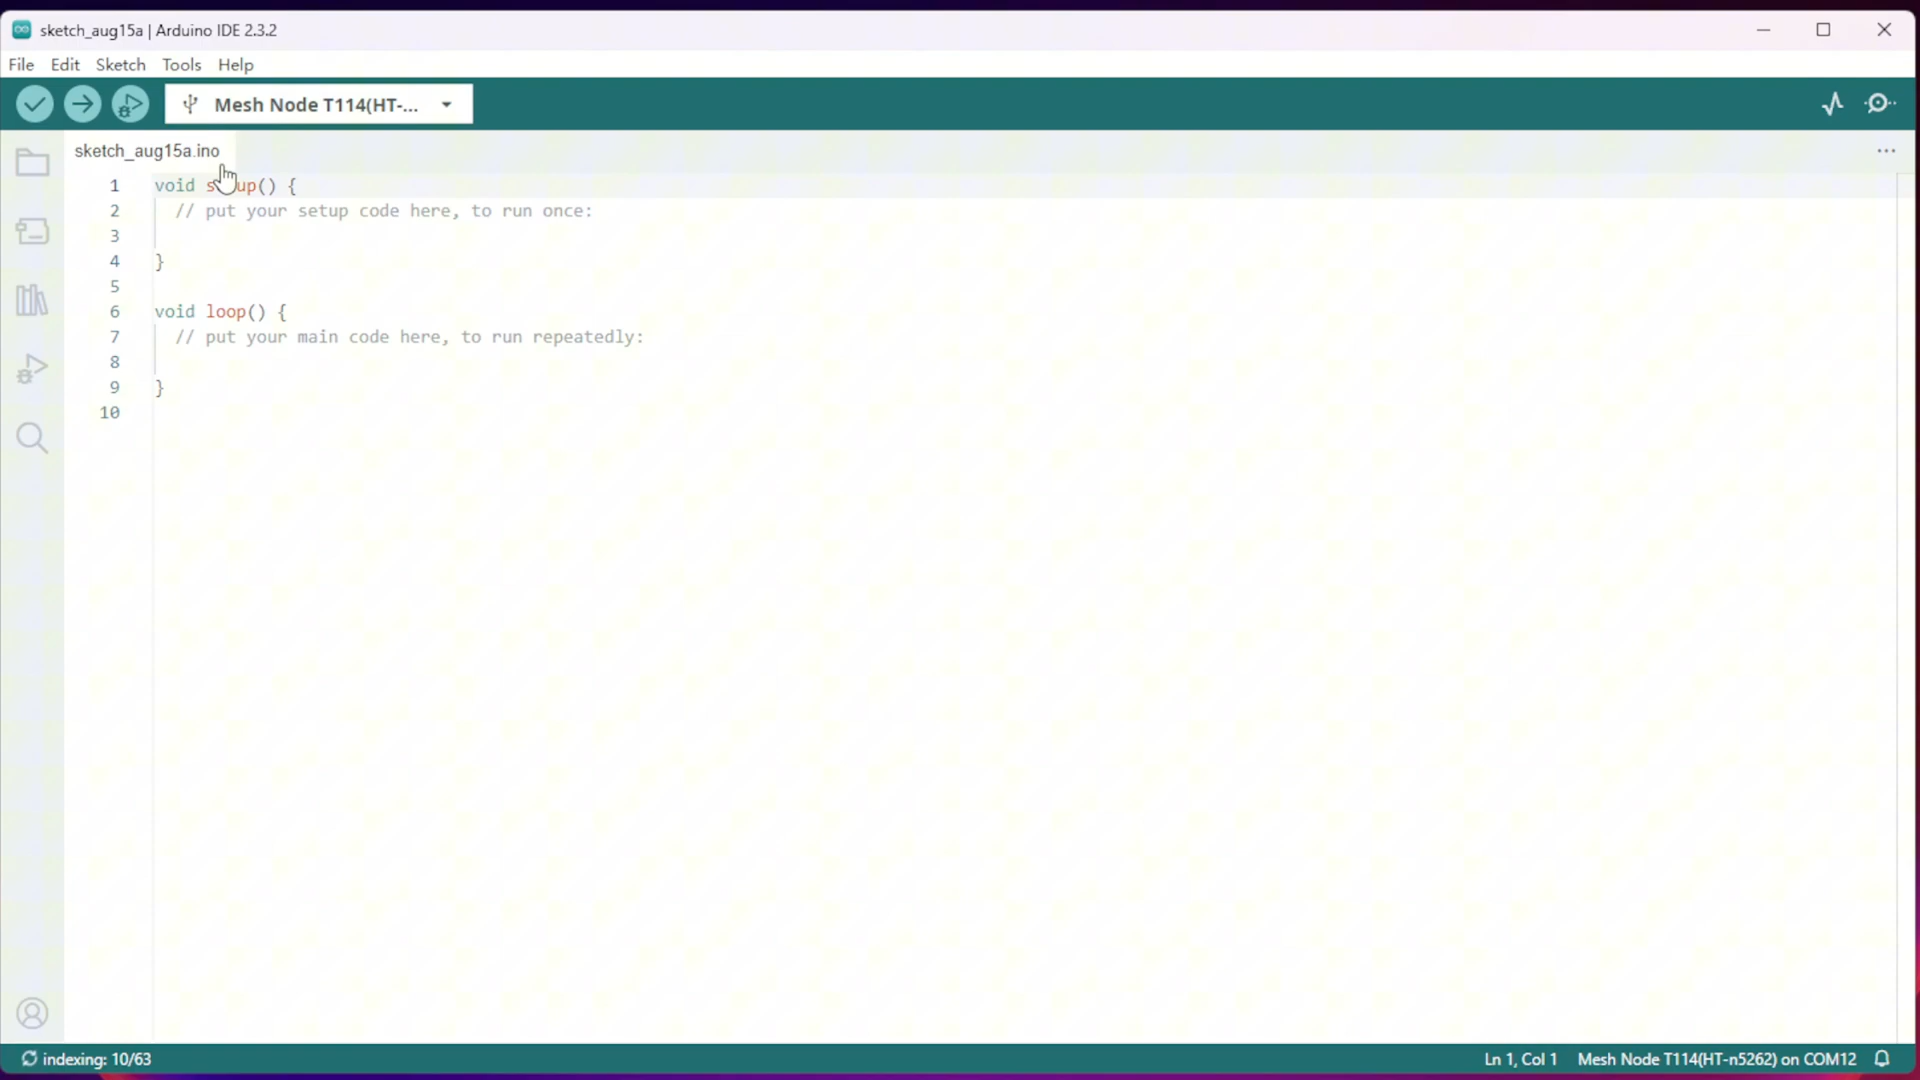 sketch_aug15a | Arduino IDE 2.3.2
File Edit Sketch Tools Help
Mesh Node T114(HT-...
sketch_aug15a.ino
1 void s up() {
2 // put your setup code here, to run once:
3
4 }
5
6 void loop() {
7 // put your main code here, to run repeatedly:
8
9 }
10
indexing: 10/63
Ln 1, Col 1 Mesh Node T114(HT-n5262) on COM12